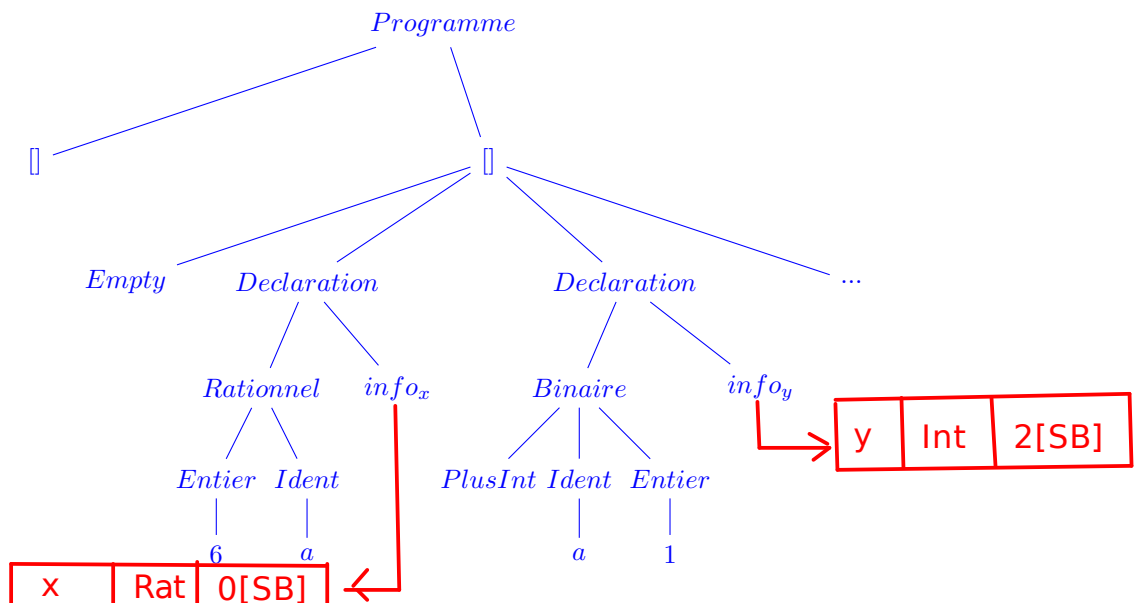 Programme
[] []
Empty Declaration Declaration ...
Rationnel info_x Binaire info_y
y Int 2[SB]
Entier Ident PlusInt Ident Entier
6 a a 1
x Rat 0[SB]